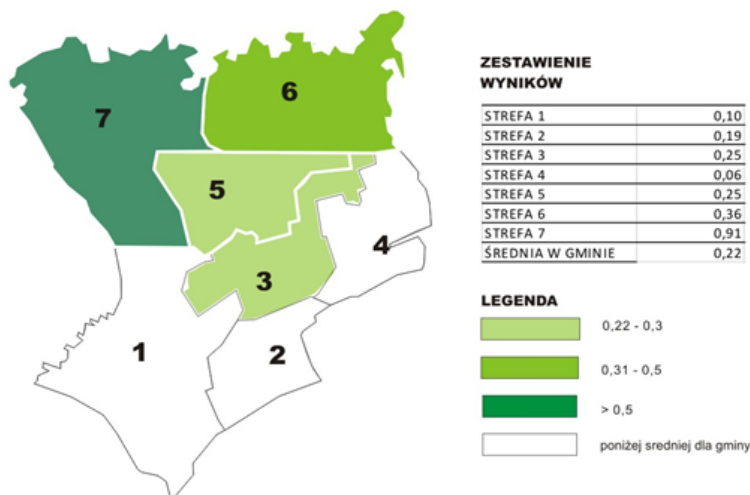 7
6
5
4
3
1
2
ZESTAWIENIE
WYNIKÓW
STREFA 1 0,10
STREFA 2 0,19
STREFA 3 0,25
STREFA 4 0,06
STREFA 5 0,25
STREFA 6 0,36
STREFA 7 0,91
ŚREDNIA W GMINIE 0,22
LEGENDA
0,22 - 0,3
0,31 - 0,5
> 0,5
poniżej sredniej dla gminy